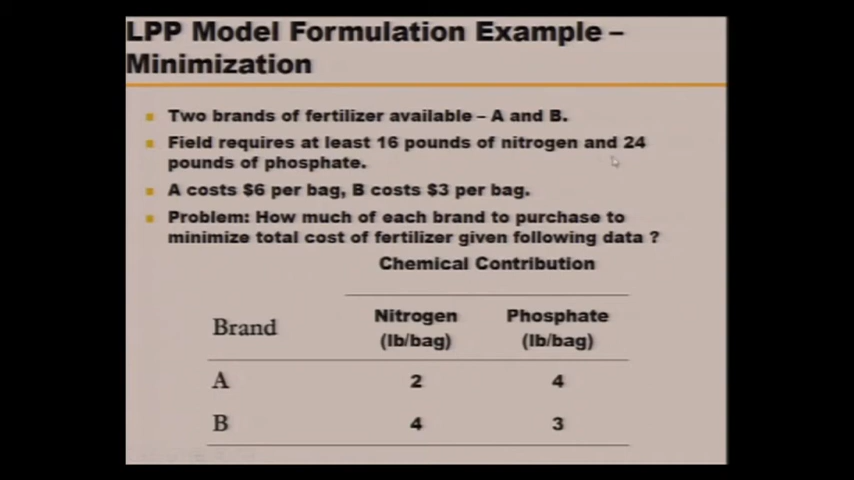 LPP Model Formulation Example –
Minimization
Two brands of fertilizer available – A and B.
Field requires at least 16 pounds of nitrogen and 24
pounds of phosphate.
A costs $6 per bag, B costs $3 per bag.
Problem: How much of each brand to purchase to
minimize total cost of fertilizer given following data ?
Chemical Contribution
Brand Nitrogen (lb/bag) Phosphate (lb/bag)
A 2 4
B 4 3